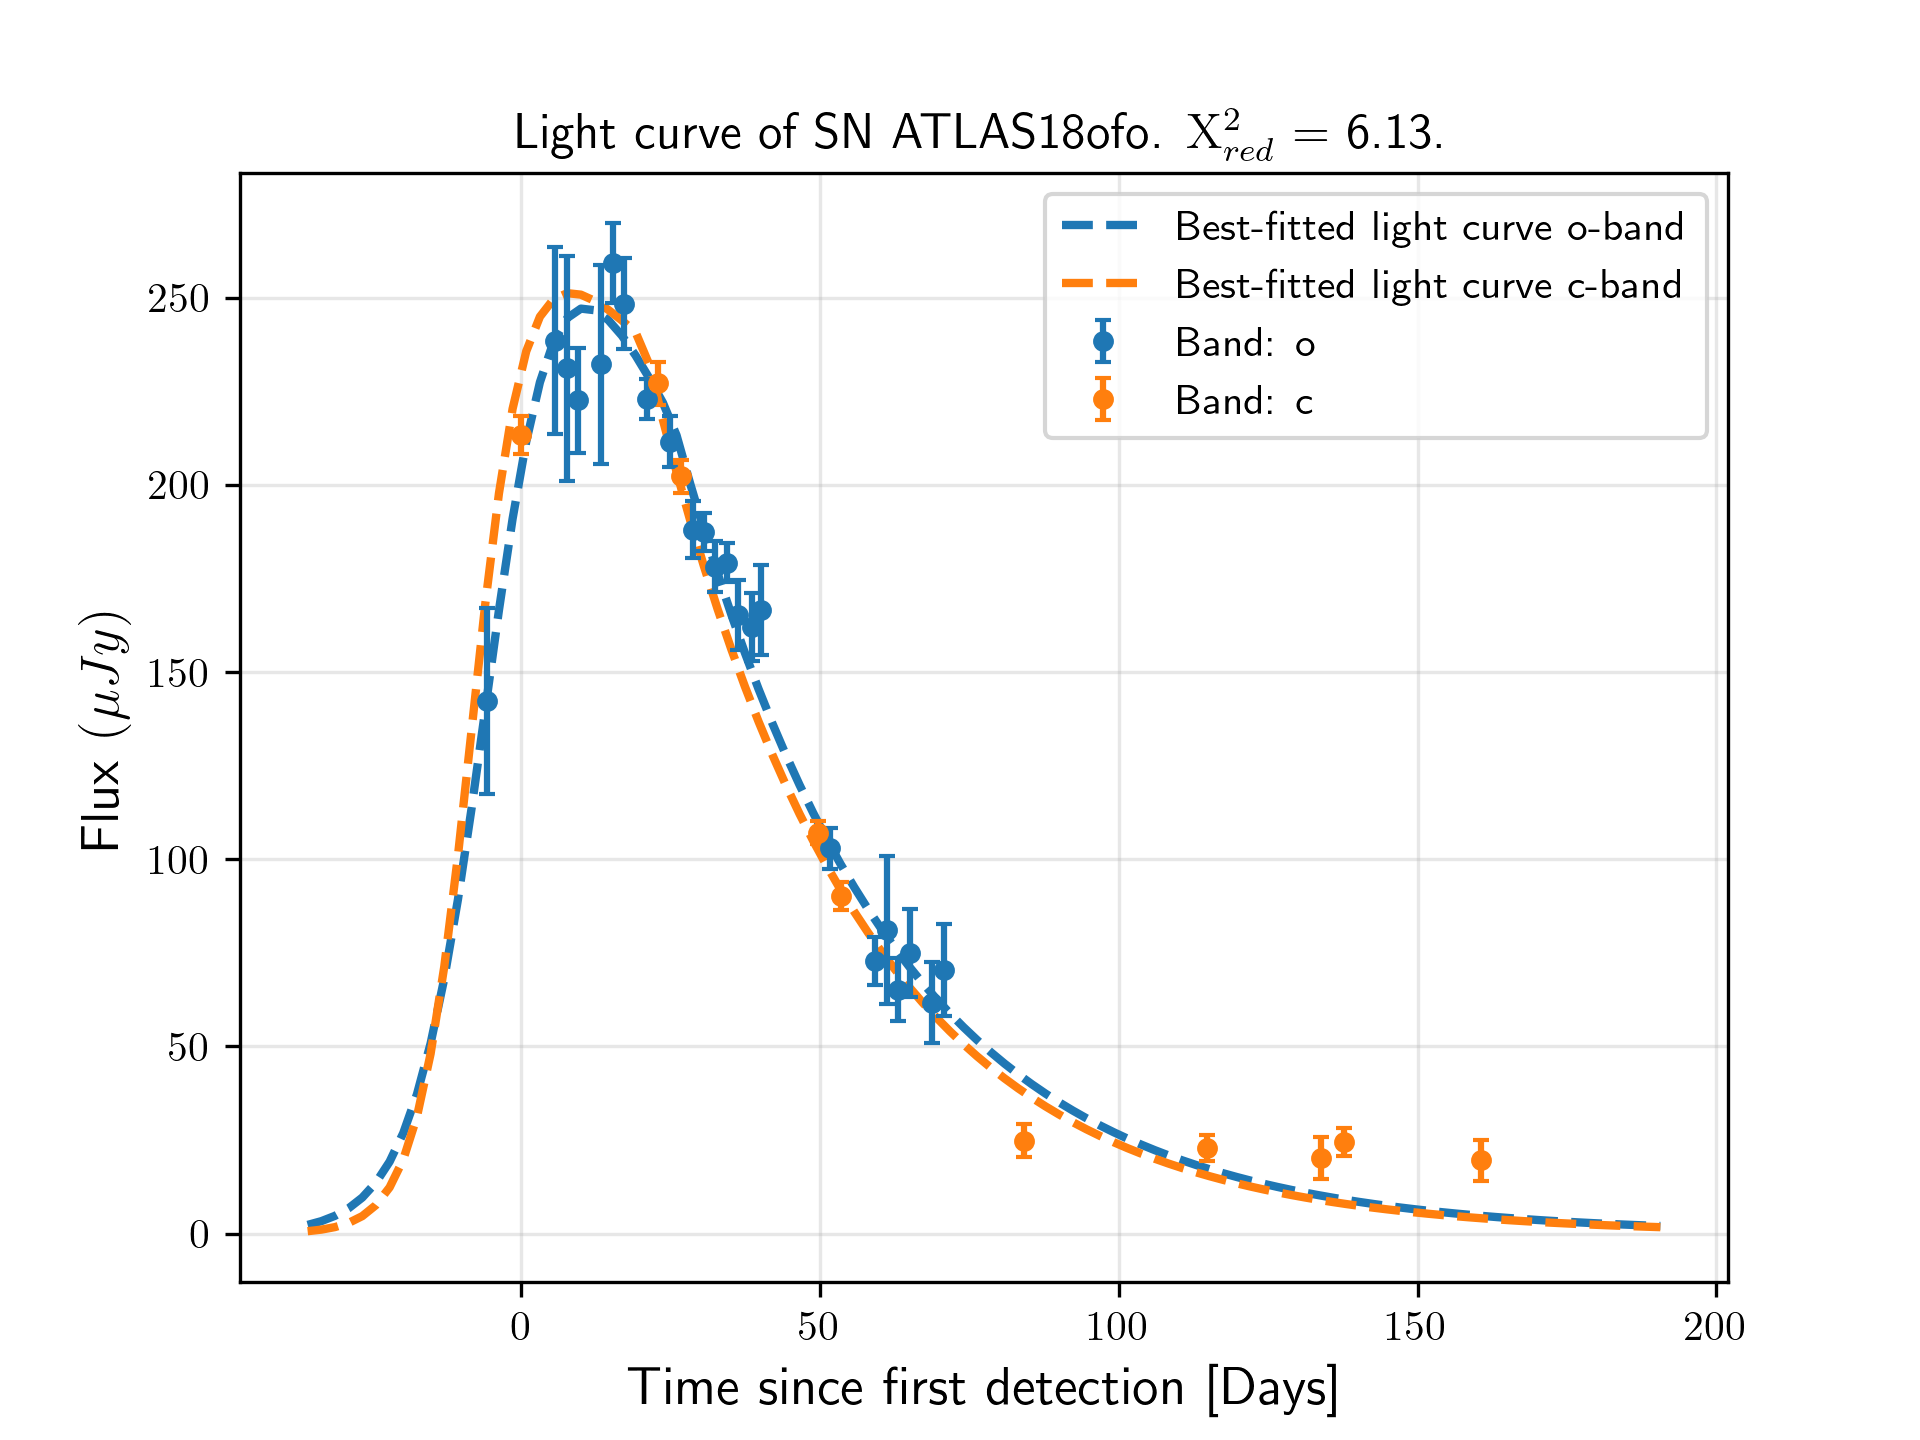 Light curve of SN ATLAS18ofo. X²_red = 6.13.
Best-fitted light curve o-band
Best-fitted light curve c-band
Band: o
Band: c
250
200
150
100
50
0
Flux (μJy)
0 50 100 150 200
Time since first detection [Days]